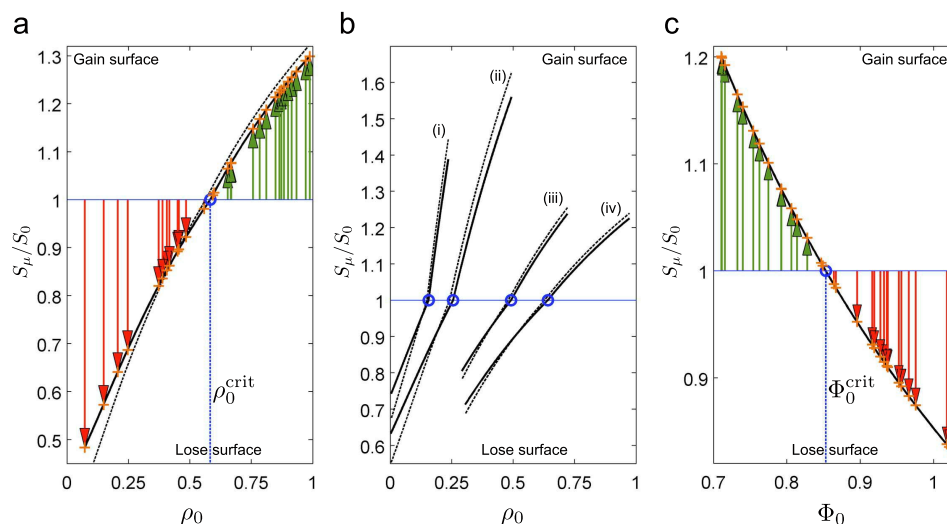 a
b
c
Gain surface
Gain surface
Gain surface
1.3
1.2
1.1
1
0.9
0.8
0.7
0.6
0.5
S_μ/S_0
ρ_0^crit
Lose surface
0
0.25
0.5
0.75
1
ρ_0
1.6
1.5
1.4
1.3
1.2
1.1
1
0.9
0.8
0.7
0.6
S_μ/S_0
(i)
(ii)
(iii)
(iv)
Lose surface
0
0.25
0.5
0.75
1
ρ_0
1.2
1.1
1
0.9
S_μ/S_0
Φ_0^crit
Lose surface
0.7
0.8
0.9
1
Φ_0